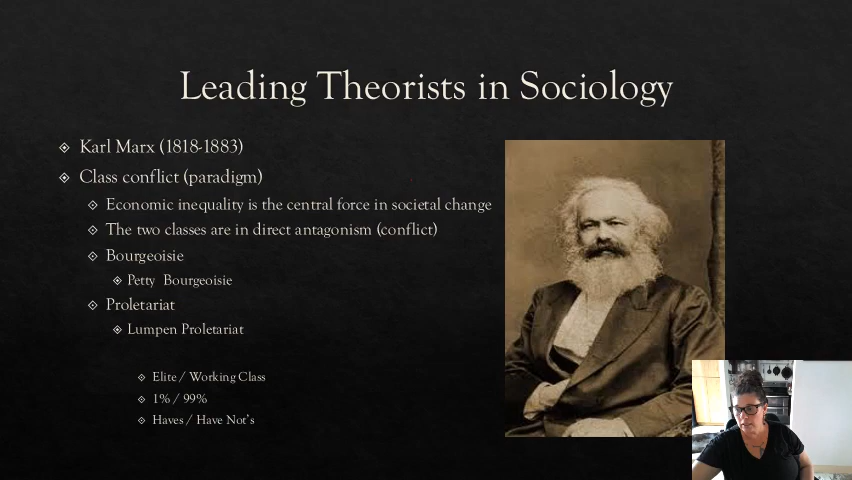 Leading Theorists in Sociology
Karl Marx (1818-1883)
Class conflict (paradigm)
Economic inequality is the central force in societal change
The two classes are in direct antagonism (conflict)
Bourgeoisie
Petty Bourgeoisie
Proletariat
Lumpen Proletariat
Elite / Working Class
1% / 99%
Haves / Have Not's